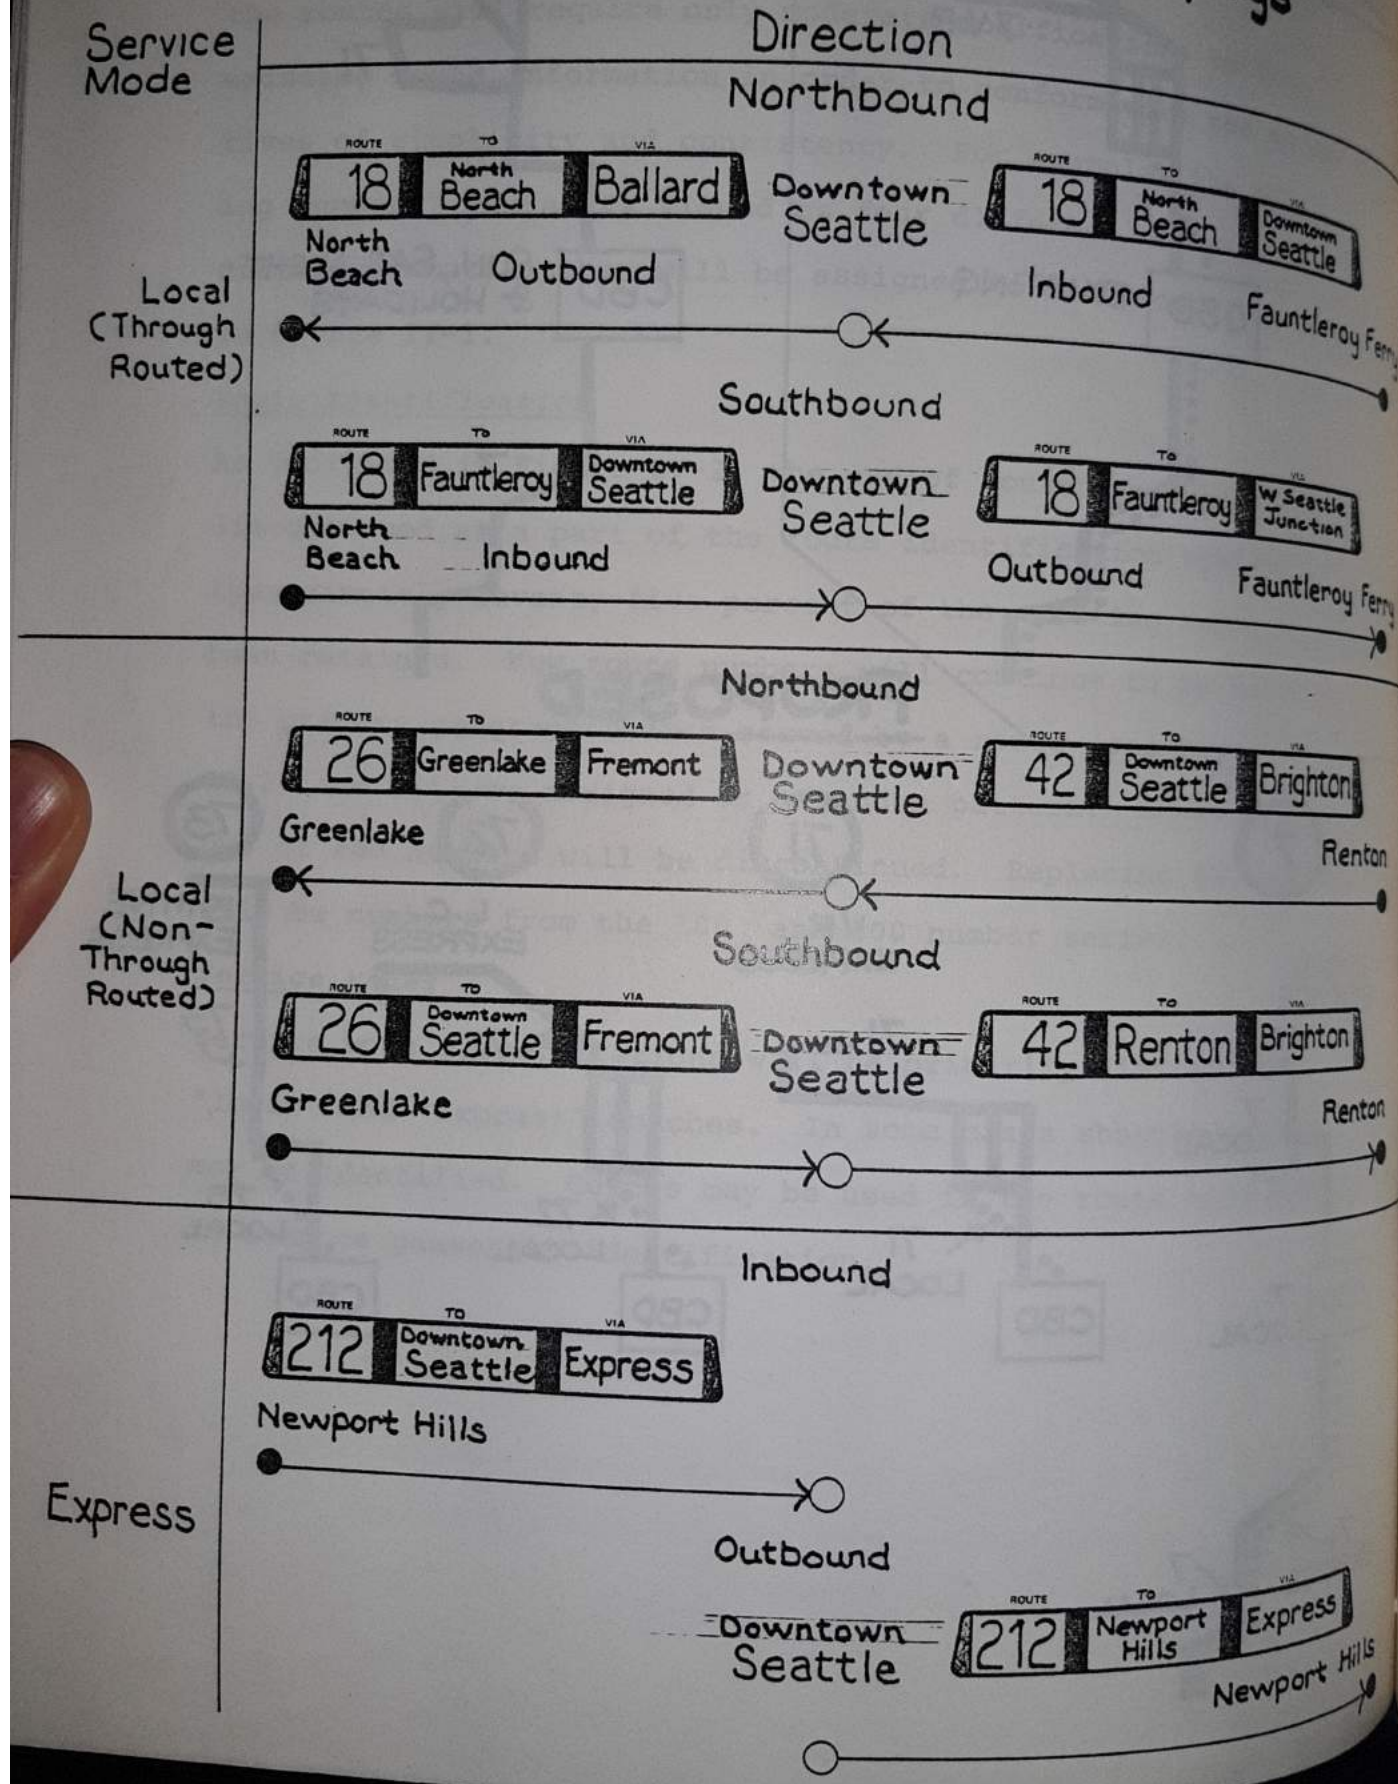 Service
Mode
Direction
Northbound
ROUTE TO VIA
18 North Beach Ballard
Downtown
Seattle
ROUTE TO VIA
18 North Beach Downtown Seattle
North
Beach
Outbound
Inbound
Fauntleroy Ferry
Local
(Through
Routed)
Southbound
ROUTE TO VIA
18 Fauntleroy Downtown Seattle
Downtown
Seattle
ROUTE TO VIA
18 Fauntleroy W Seattle Junction
North
Beach
Inbound
Outbound
Fauntleroy Ferry
Northbound
ROUTE TO VIA
26 Greenlake Fremont
Downtown
Seattle
ROUTE TO VIA
42 Downtown Seattle Brighton
Greenlake
Renton
Local
(Non-
Through
Routed)
Southbound
ROUTE TO VIA
26 Downtown Seattle Fremont
Downtown
Seattle
ROUTE TO VIA
42 Renton Brighton
Greenlake
Renton
Inbound
ROUTE TO VIA
212 Downtown Seattle Express
Newport Hills
Express
Outbound
Downtown
Seattle
ROUTE TO VIA
212 Newport Hills Express
Newport Hills